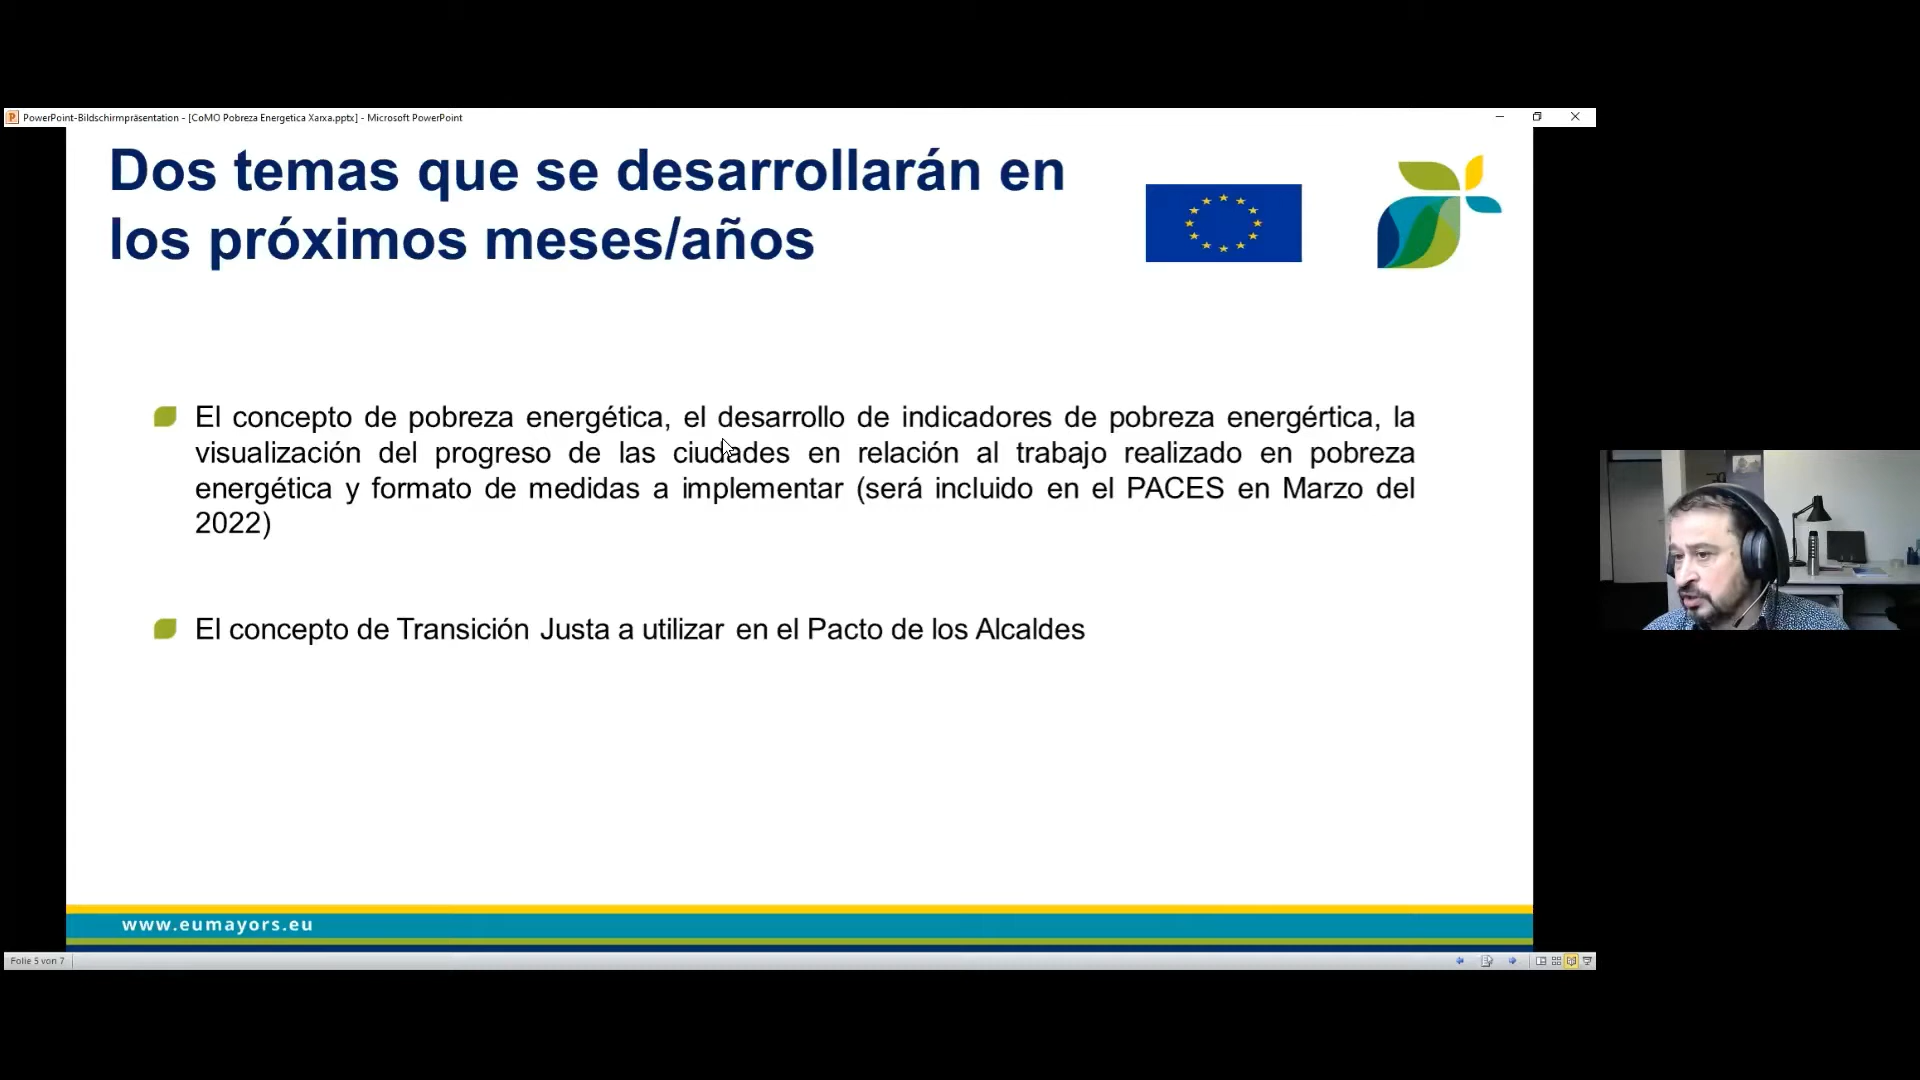 PowerPoint-Bildschirmpräsentation - [CoMO Pobreza Energetica Xarxa.pptx] - Microsoft PowerPoint
Dos temas que se desarrollarán en
los próximos meses/años
El concepto de pobreza energética, el desarrollo de indicadores de pobreza energértica, la
visualización del progreso de las ciudades en relación al trabajo realizado en pobreza
energética y formato de medidas a implementar (será incluido en el PACES en Marzo del
2022)
El concepto de Transición Justa a utilizar en el Pacto de los Alcaldes
www.eumayors.eu
Folie 5 von 7